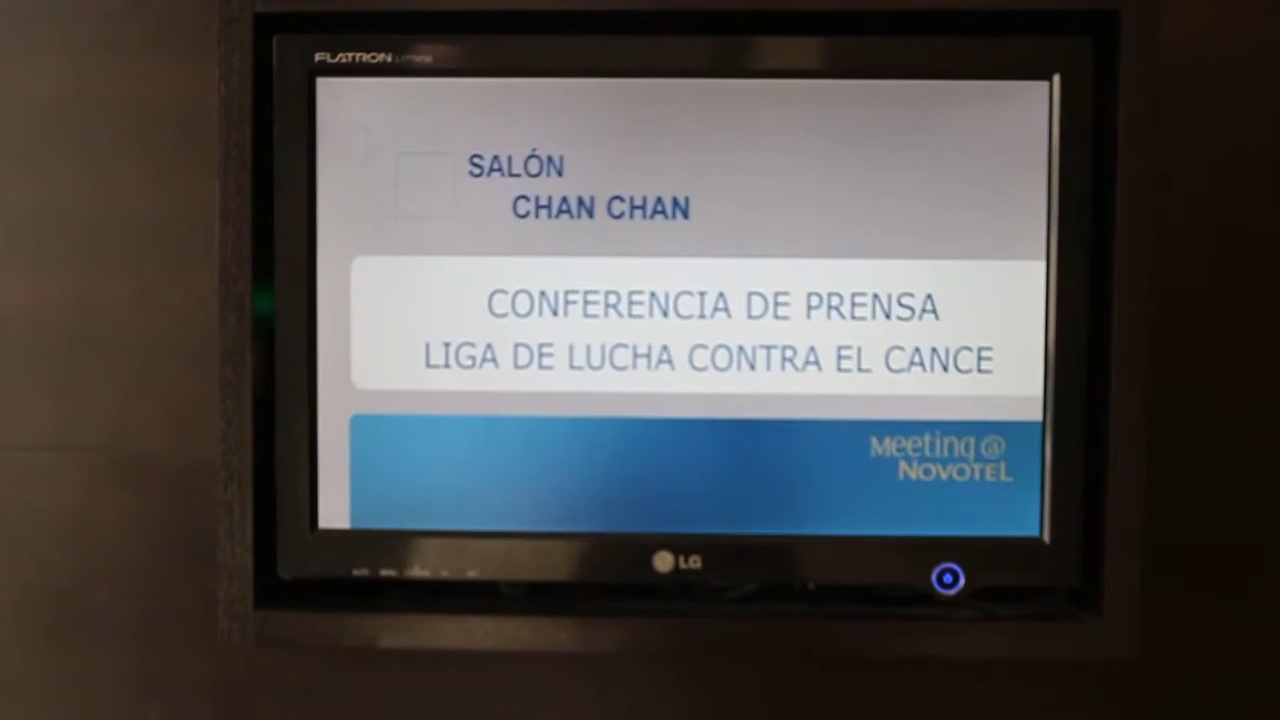 FLATRON
SALÓN
CHAN CHAN
CONFERENCIA DE PRENSA
LIGA DE LUCHA CONTRA EL CANCE
Meeting @
NOVOTEL
LG